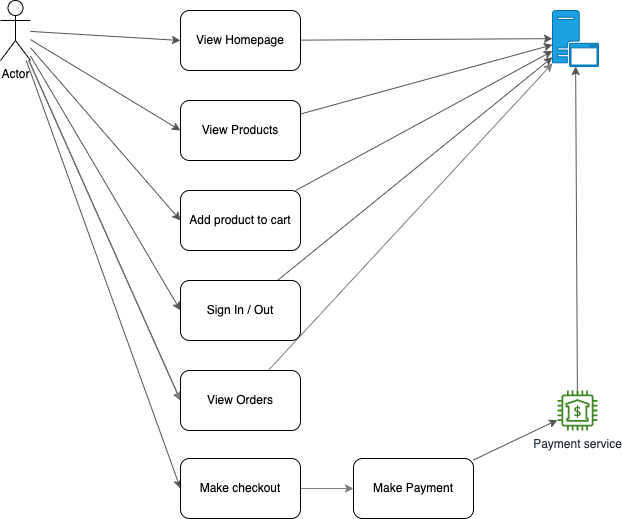 View Homepage
Actor
View Products
Add product to cart
Sign In / Out
View Orders
$
Payment service
Make checkout
Make Payment